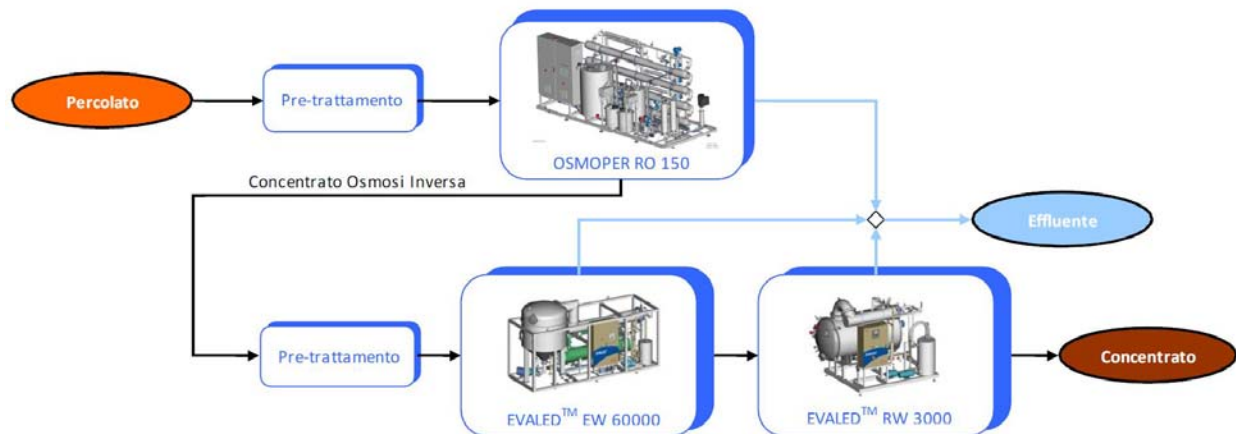 Percolato
Pre-trattamento
OSMOPER RO 150
Concentrato Osmosi Inversa
Effluente
Pre-trattamento
EVALED™ EW 60000
EVALED™ RW 3000
Concentrato